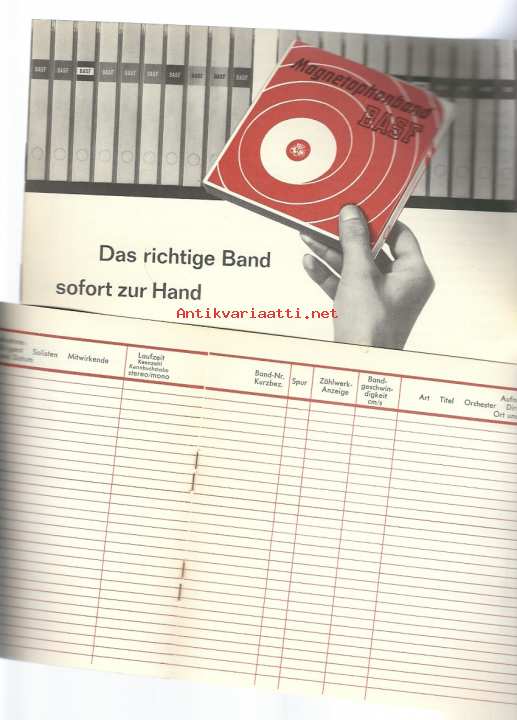 BASF BASF BASF BASF BASF BASF BASF BASF BASF
Magnetophonband
BASF
Das richtige Band
sofort zur Hand
Antikvariaatti.net
Solisten
Mitwirkende
Laufzeit
Kennzahl
Kennbuchstabe
stereo/mono
Band-Nr.
Kurzbez.
Spur
Zählwerk-
Anzeige
Band-
geschwin-
digkeit
cm/s
Art
Titel
Orchester